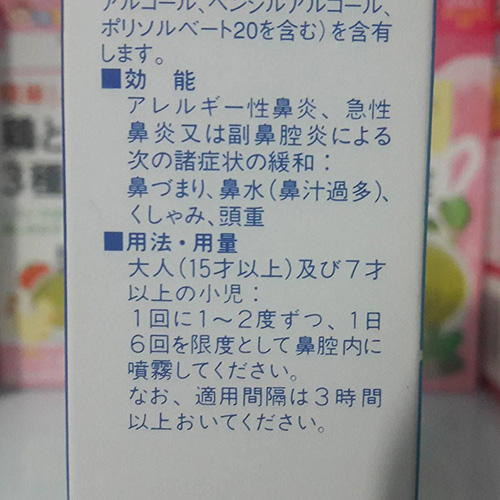 アルコール、ベンジルアルコール、
ポリソルベート20を含む)を含有
します。
■効 能
アレルギー性鼻炎、急性
鼻炎又は副鼻腔炎による
次の諸症状の緩和：
鼻づまり、鼻水(鼻汁過多)、
くしゃみ、頭重
■用法・用量
大人(15才以上)及び7才
以上の小児：
1回に1～2度ずつ、1日
6回を限度として鼻腔内に
噴霧してください。
なお、適用間隔は3時間
以上おいてください。
鶏と
3種